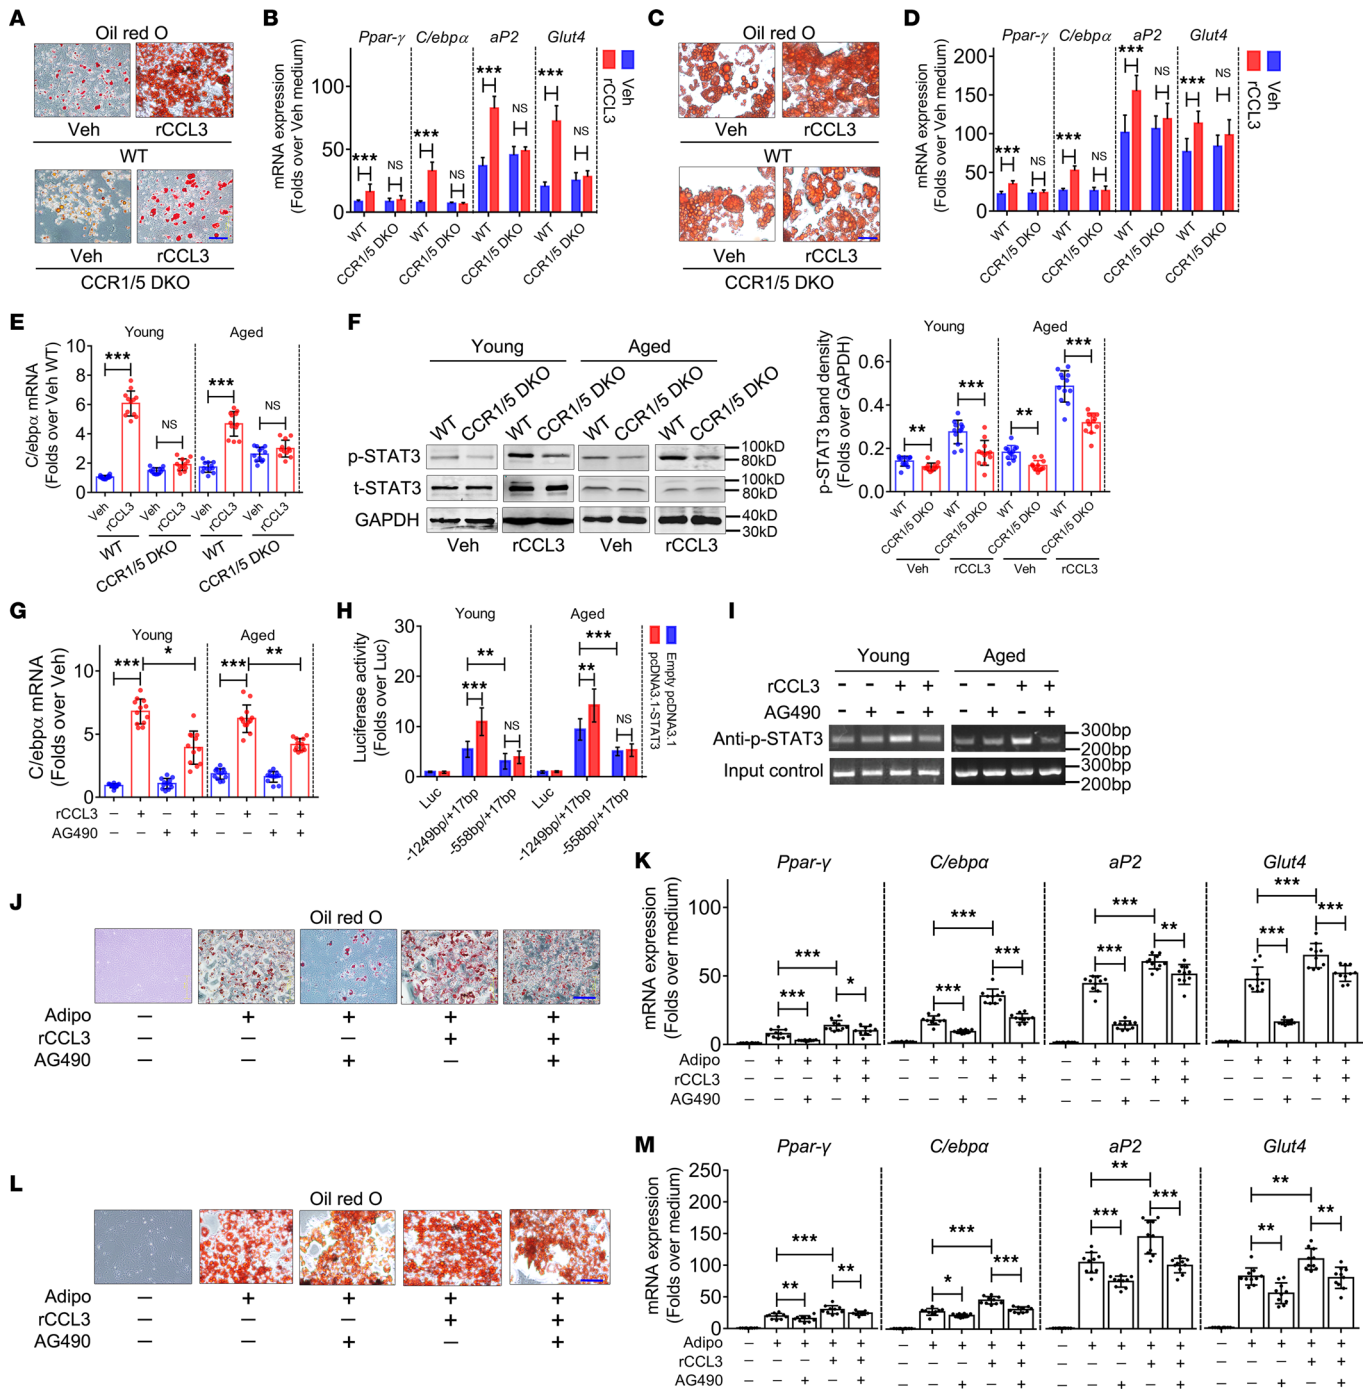 A
Oil red O
Veh rCCL3
WT
Veh rCCL3
CCR1/5 DKO
B
Ppar-γ C/ebpα aP2 Glut4
mRNA expression
(Folds over Veh medium)
100
50
0
*** NS *** NS *** NS *** NS
WT CCR1/5 DKO WT CCR1/5 DKO WT CCR1/5 DKO WT CCR1/5 DKO
Veh
rCCL3
C
Oil red O
Veh rCCL3
WT
Veh rCCL3
CCR1/5 DKO
D
Ppar-γ C/ebpα aP2 Glut4
mRNA expression
(Folds over Veh medium)
200
150
100
50
0
*** NS *** NS *** NS *** NS
WT CCR1/5 DKO WT CCR1/5 DKO WT CCR1/5 DKO WT CCR1/5 DKO
Veh
rCCL3
E
Young Aged
C/ebpα mRNA
(Folds over Veh WT)
10
8
6
4
2
0
*** NS *** NS
Veh rCCL3 Veh rCCL3 Veh rCCL3 Veh rCCL3
WT CCR1/5 DKO WT CCR1/5 DKO
F
Young Aged
WT CCR1/5 DKO WT CCR1/5 DKO WT CCR1/5 DKO WT CCR1/5 DKO
p-STAT3 100kD
80kD
t-STAT3 100kD
80kD
GAPDH 40kD
30kD
Veh rCCL3 Veh rCCL3
Young Aged
p-STAT3 band density
(Folds over GAPDH)
0.6
0.4
0.2
0.0
** *** ** ***
WT CCR1/5 DKO WT CCR1/5 DKO WT CCR1/5 DKO WT CCR1/5 DKO
Veh rCCL3 Veh rCCL3
G
Young Aged
C/ebpα mRNA
(Folds over Veh)
10
5
0
*** * *** **
rCCL3 − + − + − + − +
AG490 − − + + − − + +
H
Young Aged
Luciferase activity
(Folds over Luc)
30
20
10
0
** *** NS *** ** NS
Luc -1249bp/+17bp -558bp/+17bp Luc -1249bp/+17bp -558bp/+17bp
Empty pcDNA3.1
pcDNA3.1-STAT3
I
Young Aged
rCCL3 - - + + - - + +
AG490 - + - + - + - +
Anti-p-STAT3 300bp
200bp
Input control 300bp
200bp
J
Oil red O
Adipo − + + + +
rCCL3 − − − + +
AG490 − − + − +
K
Ppar-γ C/ebpα aP2 Glut4
mRNA expression
(Folds over medium)
100
50
0
*** *** * *** *** *** *** *** ** *** *** ***
Adipo − + + + + − + + + + − + + + + − + + + +
rCCL3 − − − + + − − − + + − − − + + − − − + +
AG490 − − + − + − − + − + − − + − + − − + − +
L
Oil red O
Adipo − + + + +
rCCL3 − − − + +
AG490 − − + − +
M
Ppar-γ C/ebpα aP2 Glut4
mRNA expression
(Folds over medium)
250
200
150
100
50
0
*** ** ** *** * *** ** *** *** ** ** **
Adipo − + + + + − + + + + − + + + + − + + + +
rCCL3 − − − + + − − − + + − − − + + − − − + +
AG490 − − + − + − − + − + − − + − + − − + − +